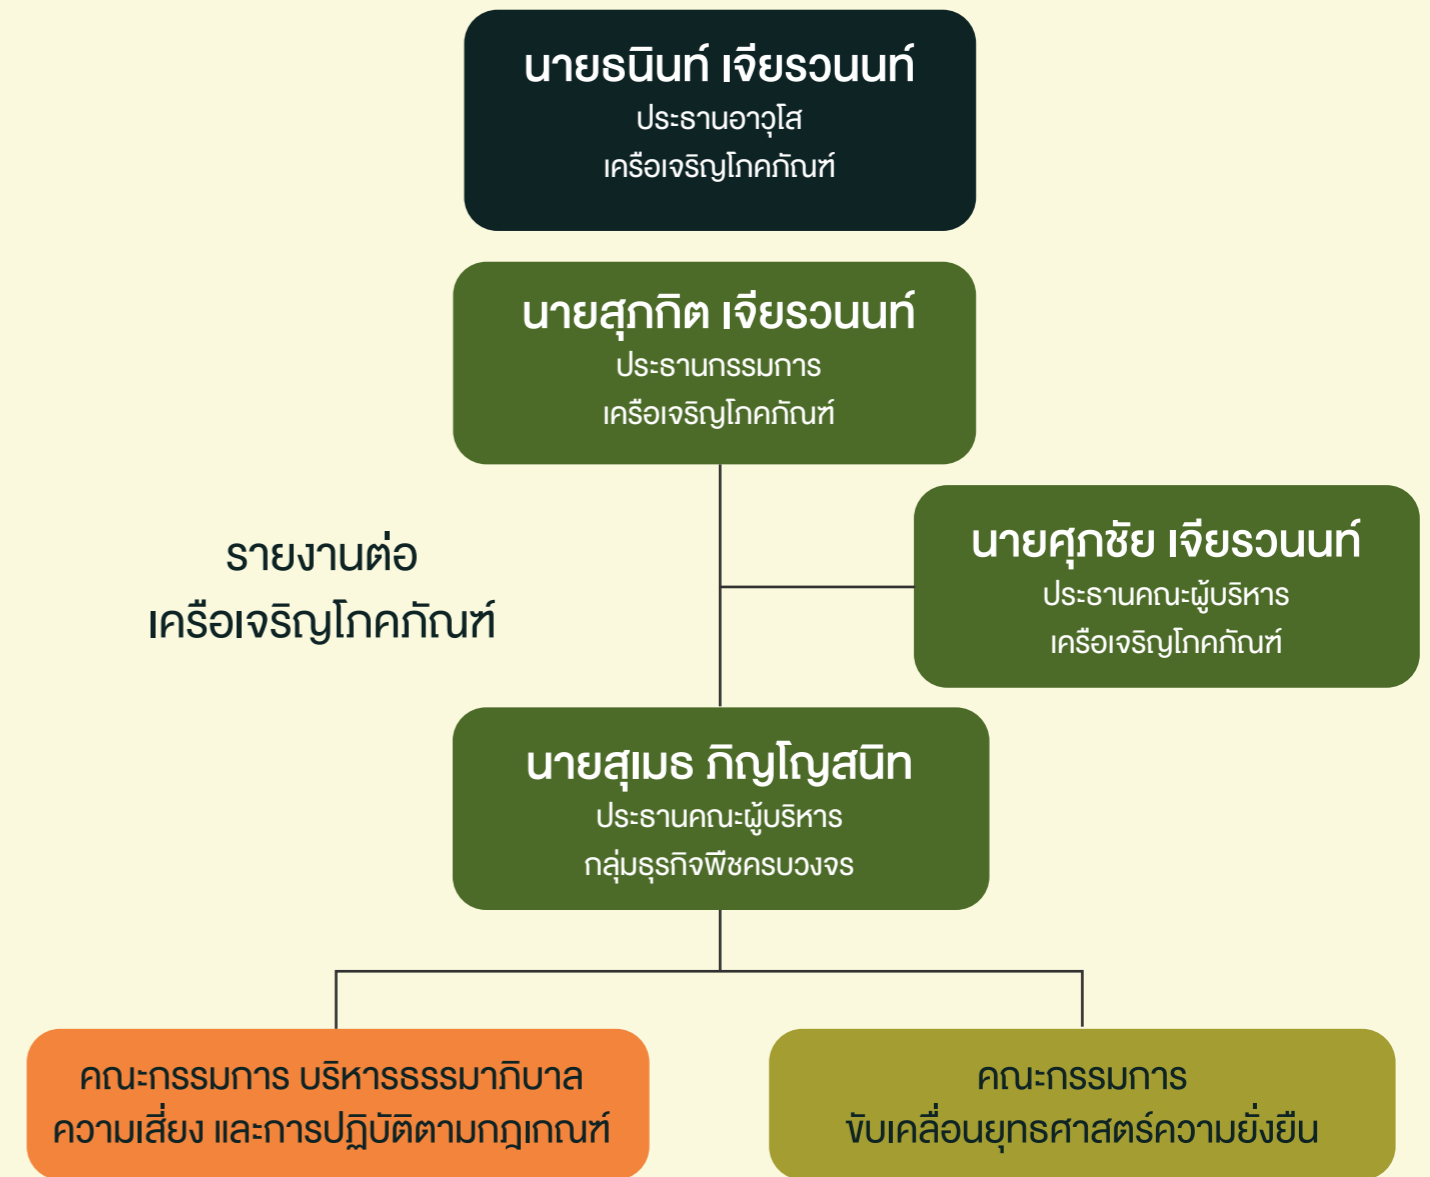 นายธนินท์ เจียรวนนท์
ประธานอาวุโส
เครือเจริญโภคภัณฑ์
นายสุภกิต เจียรวนนท์
ประธานกรรมการ
เครือเจริญโภคภัณฑ์
รายงานต่อ
เครือเจริญโภคภัณฑ์
นายศุภชัย เจียรวนนท์
ประธานคณะผู้บริหาร
เครือเจริญโภคภัณฑ์
นายสุเมธ ภิญโญสนิท
ประธานคณะผู้บริหาร
กลุ่มธุรกิจพืชครบวงจร
คณะกรรมการ บริหารธรรมาภิบาล
ความเสี่ยง และการปฏิบัติตามกฎเกณฑ์
คณะกรรมการ
ขับเคลื่อนยุทธศาสตร์ความยั่งยืน